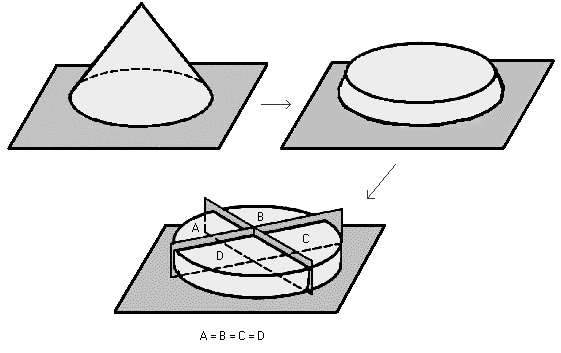 A
B
C
D
A = B = C = D